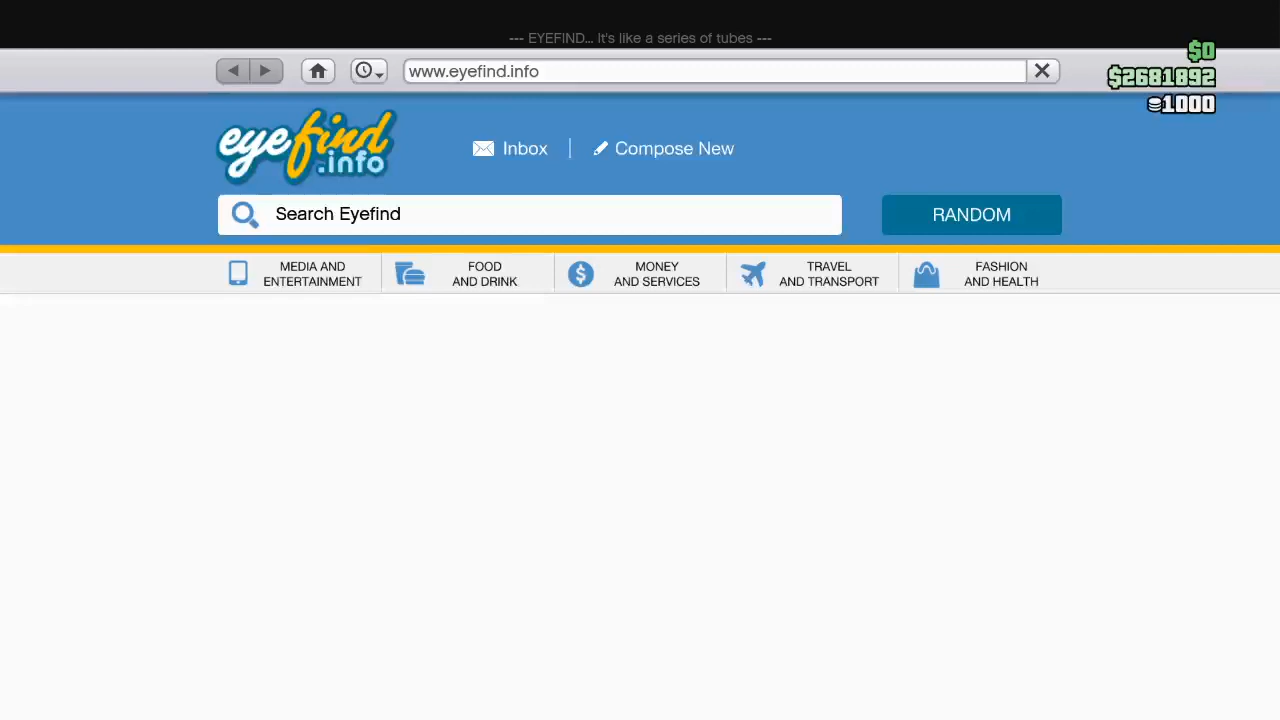 --- EYEFIND... It's like a series of tubes ---
$0
www.eyefind.info
$2681892
1000
eyefind
.info
Inbox
Compose New
Search Eyefind
RANDOM
MEDIA AND
ENTERTAINMENT
FOOD
AND DRINK
MONEY
AND SERVICES
TRAVEL
AND TRANSPORT
FASHION
AND HEALTH